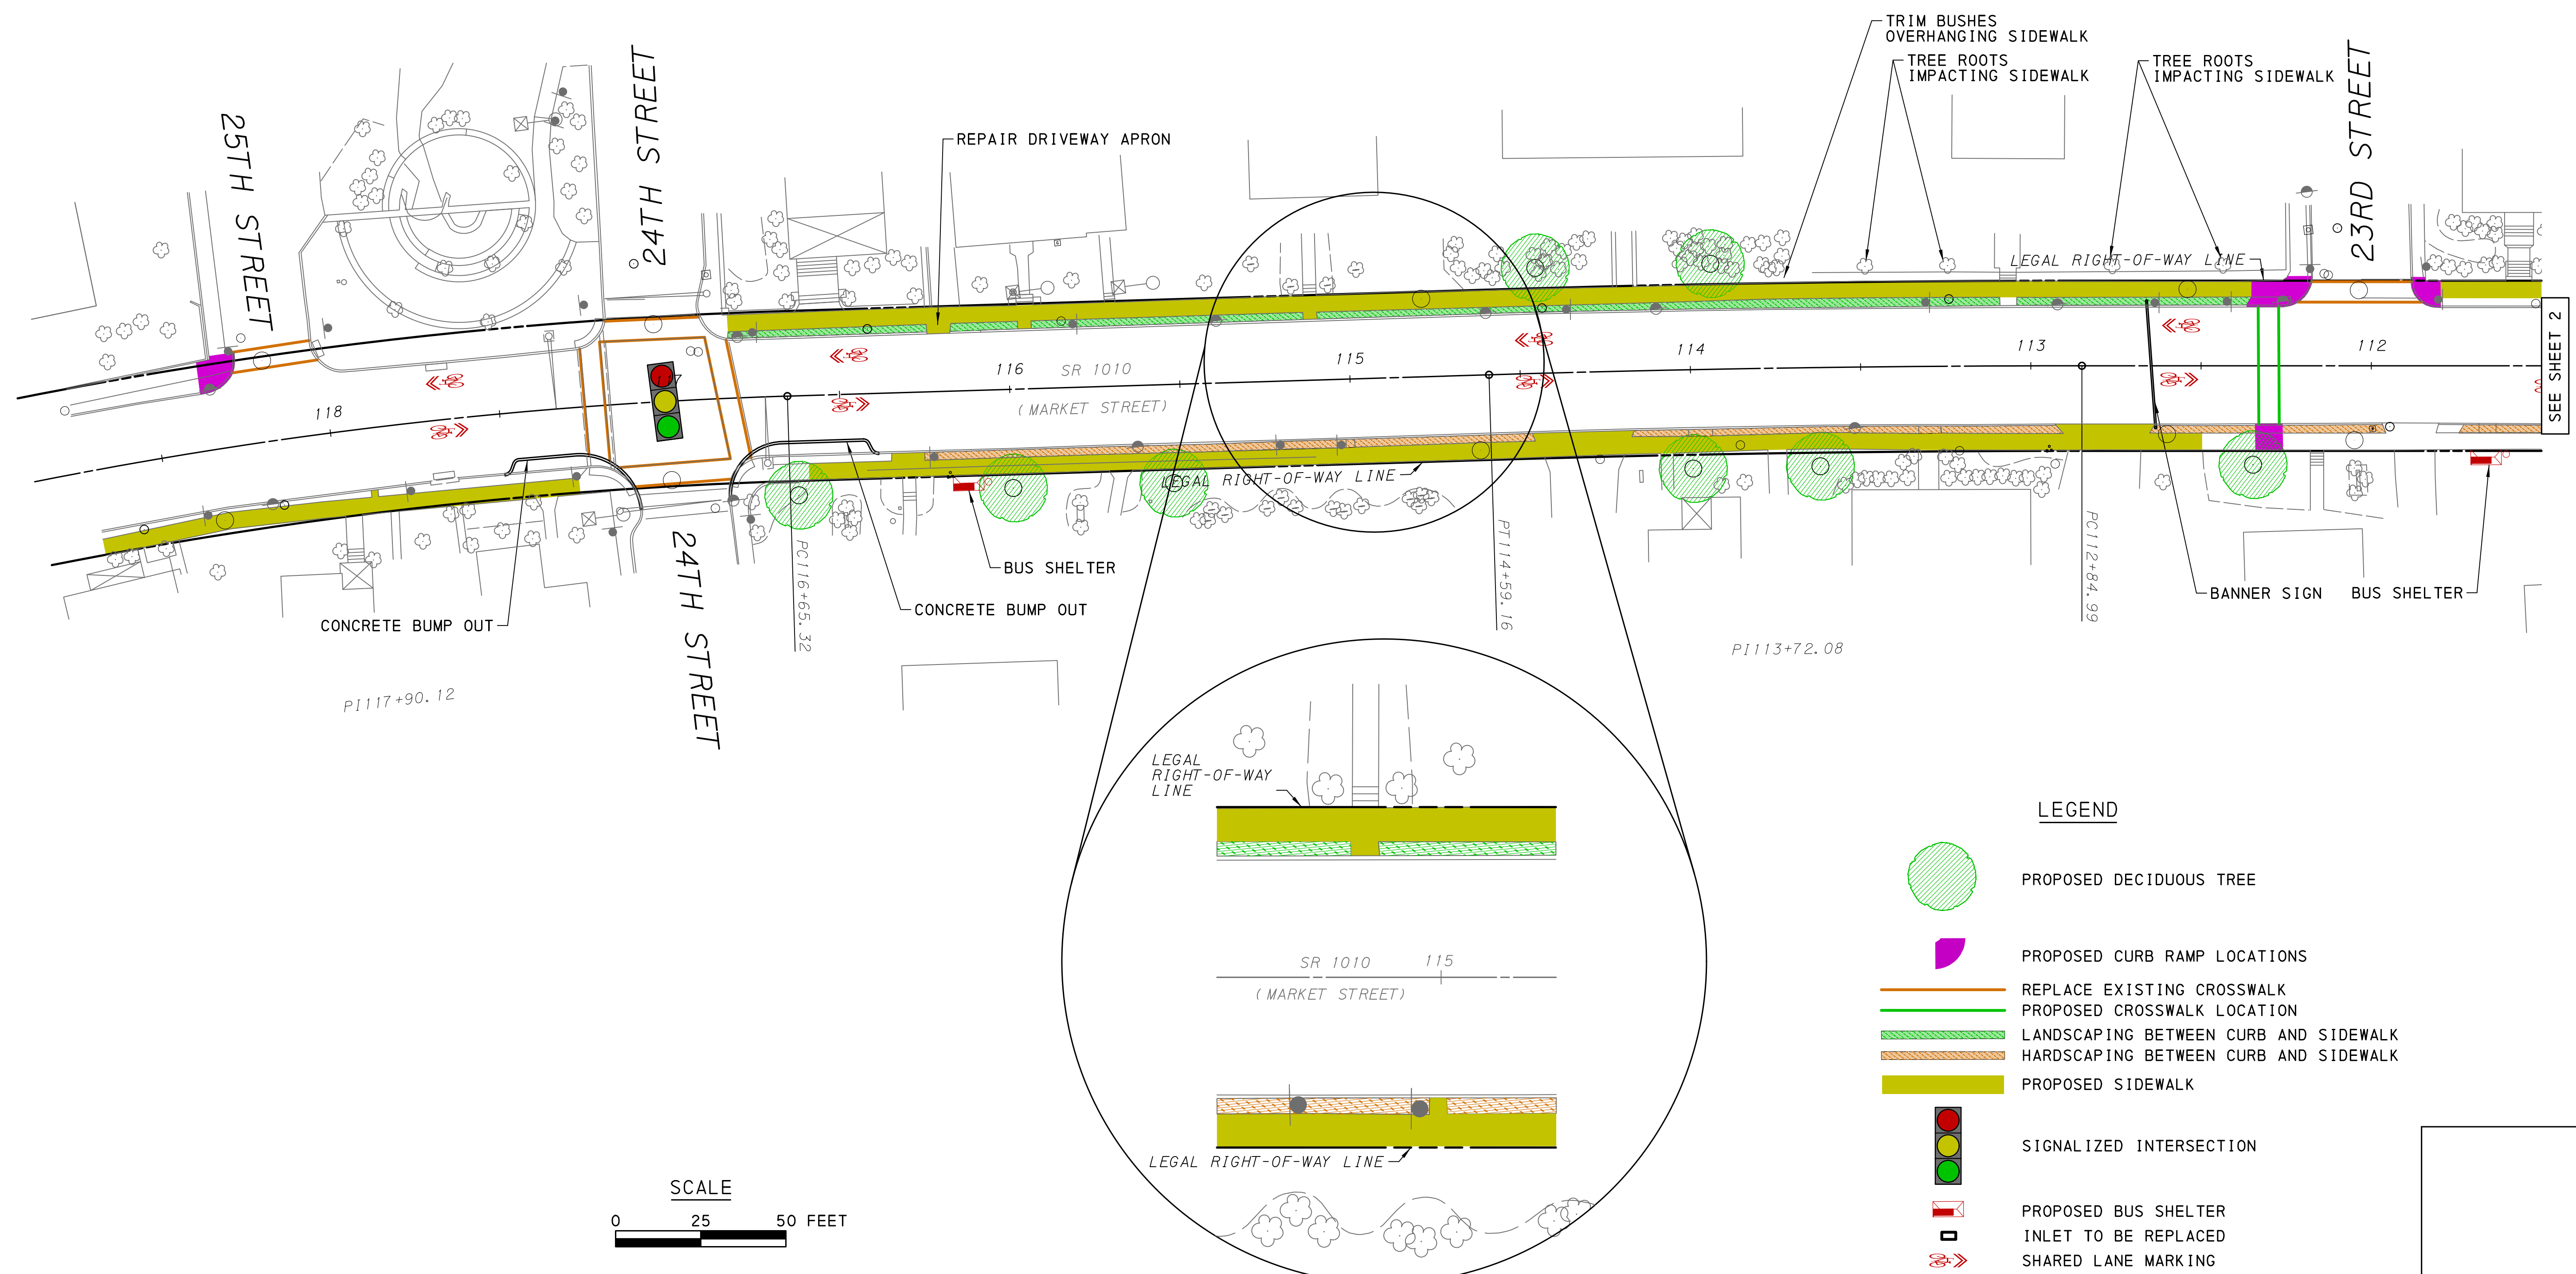 TRIM BUSHES
OVERHANGING SIDEWALK
TREE ROOTS
IMPACTING SIDEWALK
TREE ROOTS
IMPACTING SIDEWALK
23RD STREET
24TH STREET
25TH STREET
REPAIR DRIVEWAY APRON
LEGAL RIGHT-OF-WAY LINE
SEE SHEET 2
118
117
116
SR 1010
(MARKET STREET)
115
114
113
112
LEGAL RIGHT-OF-WAY LINE
24TH STREET
CONCRETE BUMP OUT
BUS SHELTER
CONCRETE BUMP OUT
PC116+65.32
PT114+59.16
PC112+84.99
BANNER SIGN
BUS SHELTER
PI117+90.12
PI113+72.08
LEGAL
RIGHT-OF-WAY
LINE
SR 1010
115
(MARKET STREET)
LEGAL RIGHT-OF-WAY LINE
SCALE
0 25 50 FEET
LEGEND
PROPOSED DECIDUOUS TREE
PROPOSED CURB RAMP LOCATIONS
REPLACE EXISTING CROSSWALK
PROPOSED CROSSWALK LOCATION
LANDSCAPING BETWEEN CURB AND SIDEWALK
HARDSCAPING BETWEEN CURB AND SIDEWALK
PROPOSED SIDEWALK
SIGNALIZED INTERSECTION
PROPOSED BUS SHELTER
INLET TO BE REPLACED
SHARED LANE MARKING